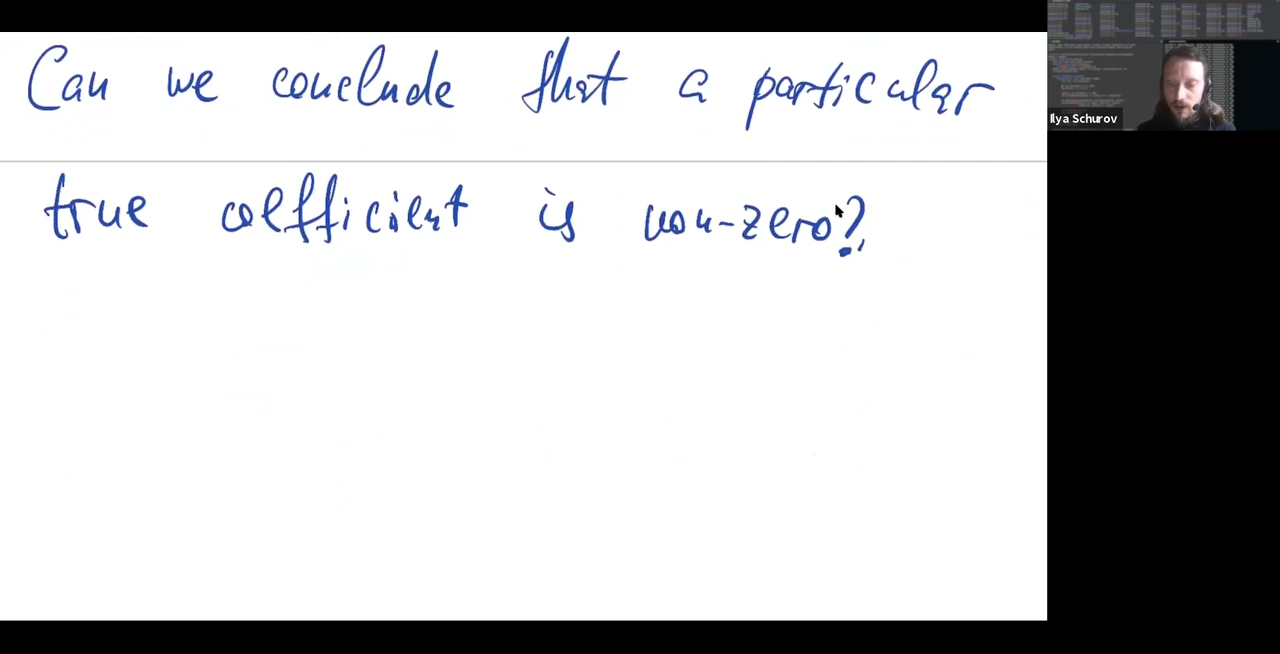 Can we conclude that a particular
true coefficient is non-zero?
Ilya Schurov